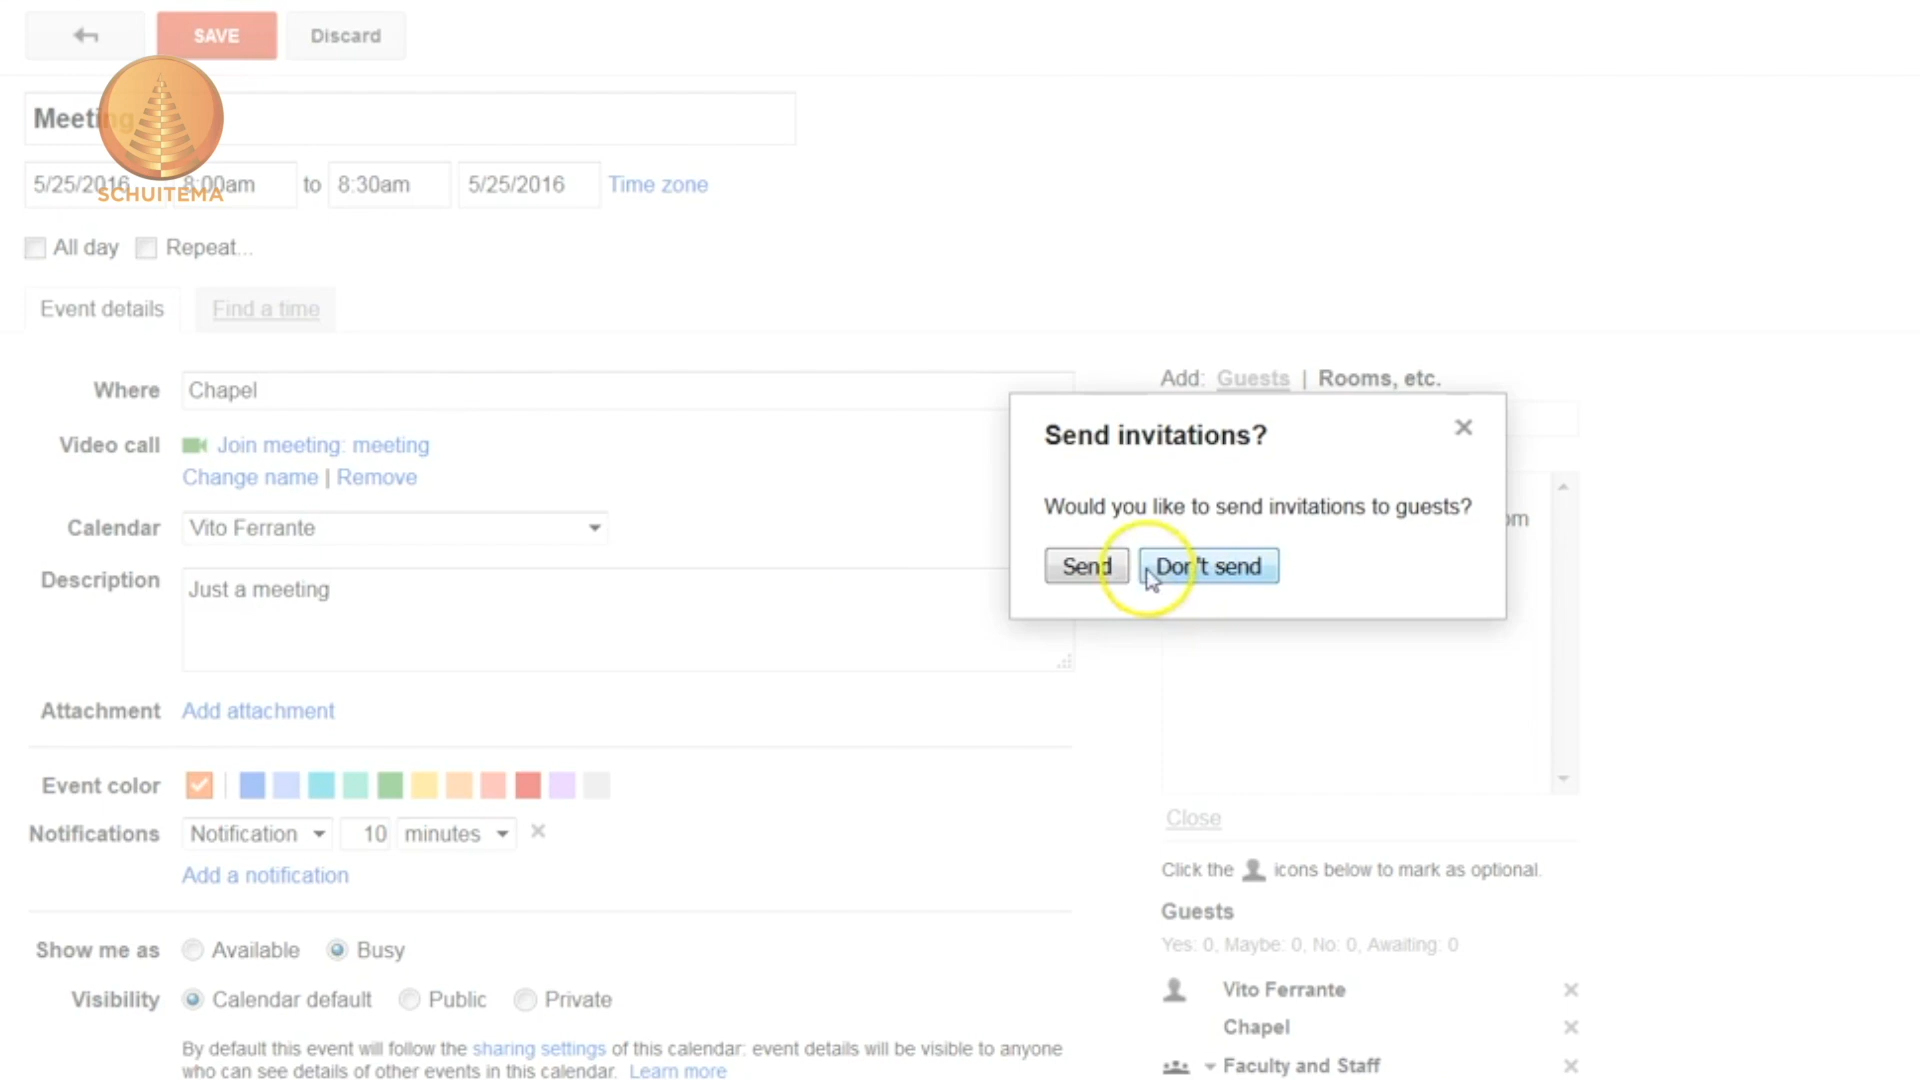 SAVE Discard
Meeting
SCHUITEMA
5/25/2016 8:00am to 8:30am 5/25/2016 Time zone
All day Repeat...
Event details Find a time
Where Chapel
Video call Join meeting: meeting
Change name | Remove
Calendar Vito Ferrante
Description Just a meeting
Attachment Add attachment
Event color
Notifications Notification 10 minutes
Add a notification
Show me as Available Busy
Visibility Calendar default Public Private
By default this event will follow the sharing settings of this calendar: event details will be visible to anyone
who can see details of other events in this calendar. Learn more
Add: Guests | Rooms, etc.
Send invitations?
Would you like to send invitations to guests?
om
Send Don't send
Close
Click the icons below to mark as optional.
Guests
Yes: 0, Maybe: 0, No: 0, Awaiting: 0
Vito Ferrante
Chapel
Faculty and Staff